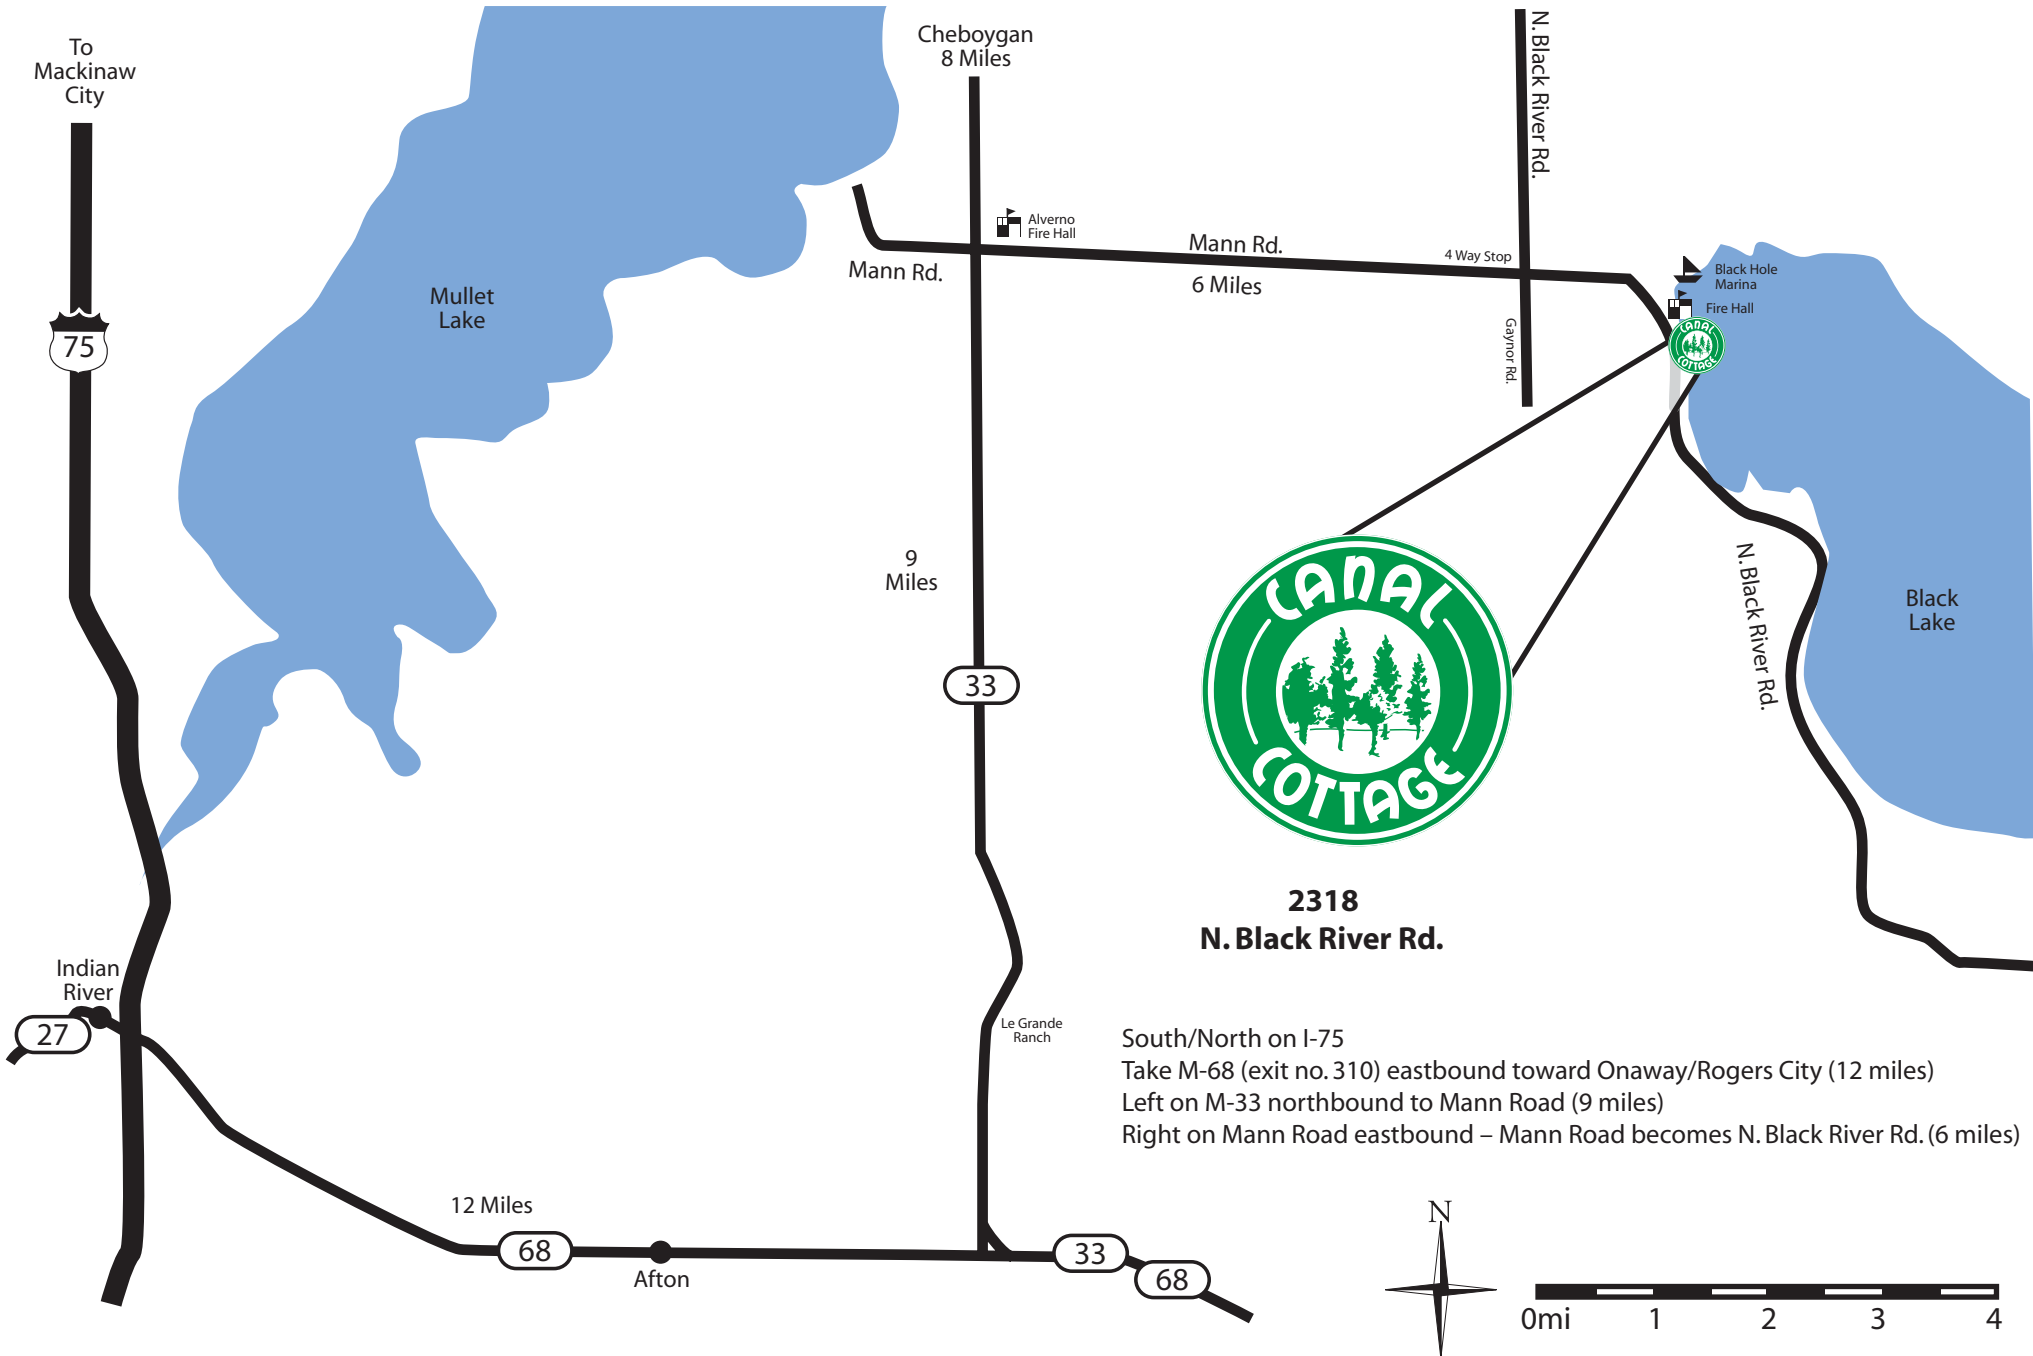 To
Mackinaw
City
Cheboygan
8 Miles
N. Black River Rd.
Alverno
Fire Hall
Mann Rd.
Mann Rd.
6 Miles
4 Way Stop
Black Hole
Marina
Fire Hall
CANAL
COTTAGE
Gaynor Rd.
Mullet
Lake
75
9
Miles
33
CANAL
COTTAGE
N. Black River Rd.
Black
Lake
2318
N. Black River Rd.
Indian
River
27
Le Grande
Ranch
South/North on I-75
Take M-68 (exit no. 310) eastbound toward Onaway/Rogers City (12 miles)
Left on M-33 northbound to Mann Road (9 miles)
Right on Mann Road eastbound – Mann Road becomes N. Black River Rd. (6 miles)
12 Miles
68
Afton
33
68
N
0mi 1 2 3 4